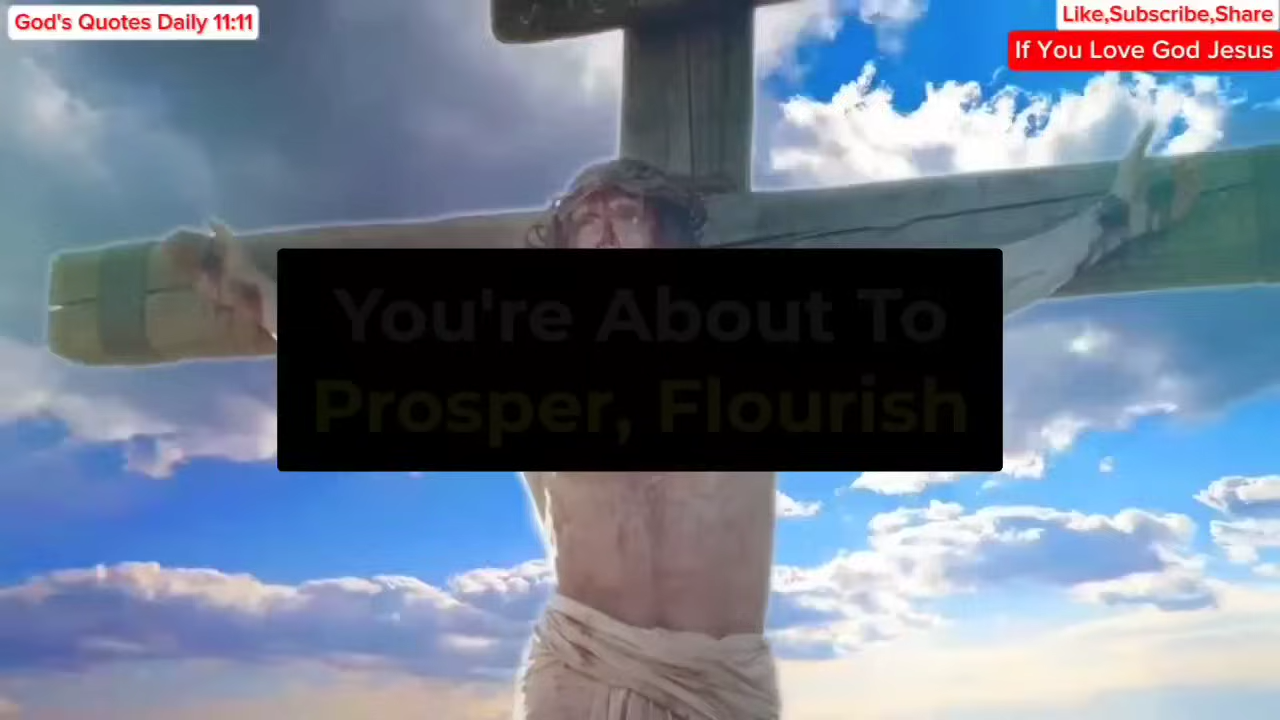 God's Quotes Daily 11:11
Like,Subscribe,Share
If You Love God Jesus
You're About To
Prosper, Flourish